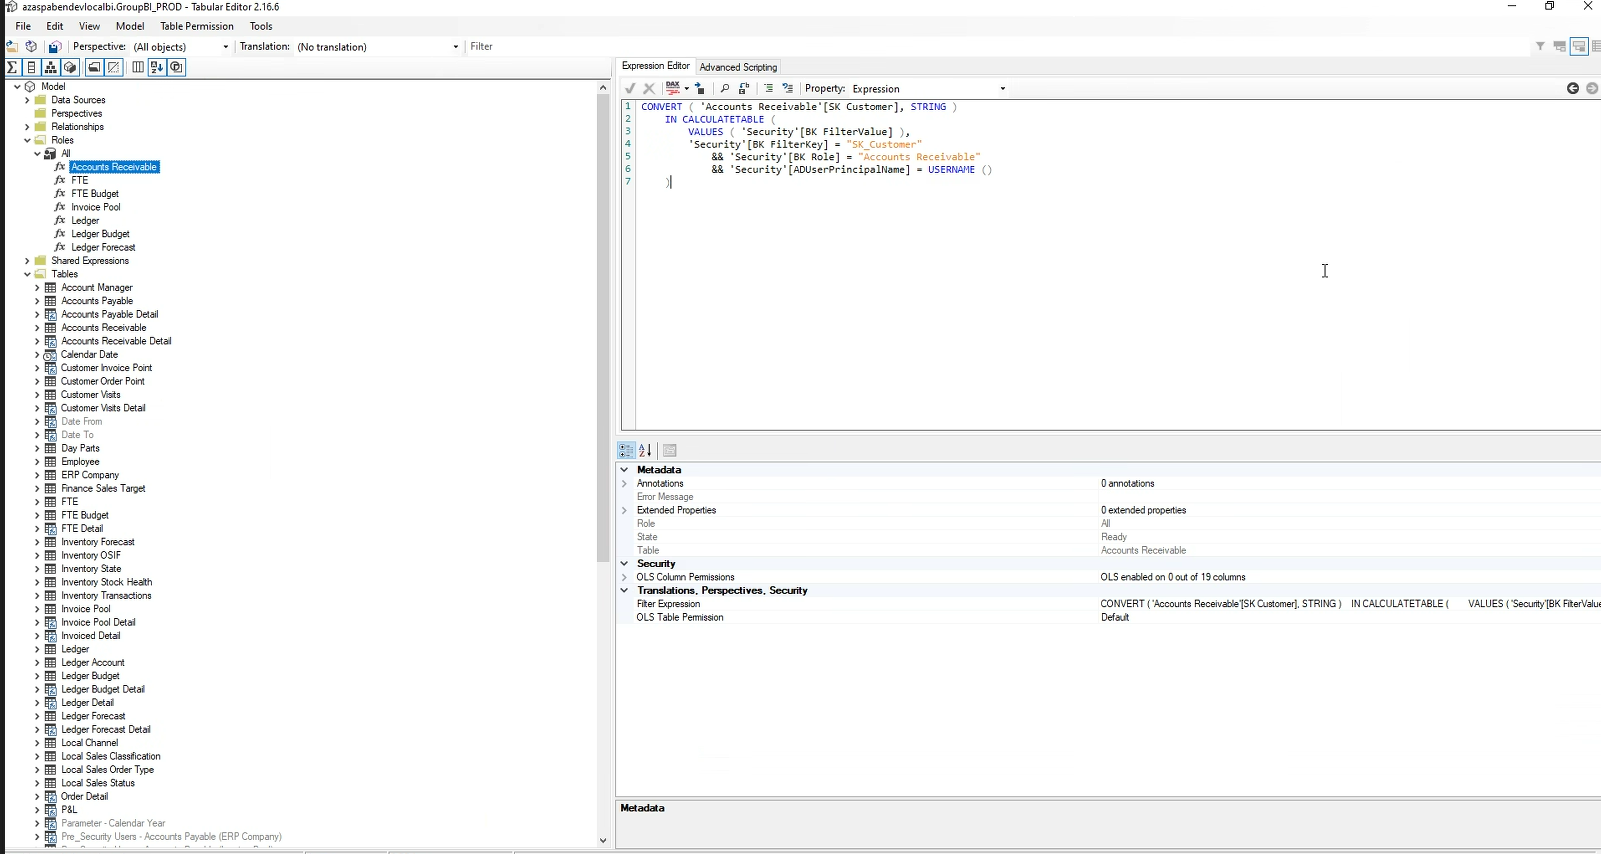 azaspabendevlocalbi.GroupBI_PROD - Tabular Editor 2.16.6
File Edit View Model Table Permission Tools
Perspective: (All objects) Translation: (No translation) Filter
Expression Editor Advanced Scripting
DAX Property: Expression
Model
Data Sources
Perspectives
Relationships
Roles
All
fx Accounts Receivable
fx FTE
fx FTE Budget
fx Invoice Pool
fx Ledger
fx Ledger Budget
fx Ledger Forecast
Shared Expressions
Tables
Account Manager
Accounts Payable
Accounts Payable Detail
Accounts Receivable
Accounts Receivable Detail
Calendar Date
Customer Invoice Point
Customer Order Point
Customer Visits
Customer Visits Detail
Date From
Date To
Day Parts
Employee
ERP Company
Finance Sales Target
FTE
FTE Budget
FTE Detail
Inventory Forecast
Inventory OSIF
Inventory State
Inventory Stock Health
Inventory Transactions
Invoice Pool
Invoice Pool Detail
Invoiced Detail
Ledger
Ledger Account
Ledger Budget
Ledger Budget Detail
Ledger Detail
Ledger Forecast
Ledger Forecast Detail
Local Channel
Local Sales Classification
Local Sales Order Type
Local Sales Status
Order Detail
P&L
Parameter - Calendar Year
Pre_Security Users - Accounts Payable (ERP Company)
1 CONVERT ( 'Accounts Receivable'[SK Customer], STRING )
2 IN CALCULATETABLE (
3 VALUES ( 'Security'[BK FilterValue] ),
4 'Security'[BK FilterKey] = "SK_Customer"
5 && 'Security'[BK Role] = "Accounts Receivable"
6 && 'Security'[ADUserPrincipalName] = USERNAME ()
7 )
Metadata
Annotations 0 annotations
Error Message
Extended Properties 0 extended properties
Role All
State Ready
Table Accounts Receivable
Security
OLS Column Permissions OLS enabled on 0 out of 19 columns
Translations, Perspectives, Security
Filter Expression CONVERT ( 'Accounts Receivable'[SK Customer], STRING ) IN CALCULATETABLE ( VALUES ( 'Security'[BK FilterValue
OLS Table Permission Default
Metadata